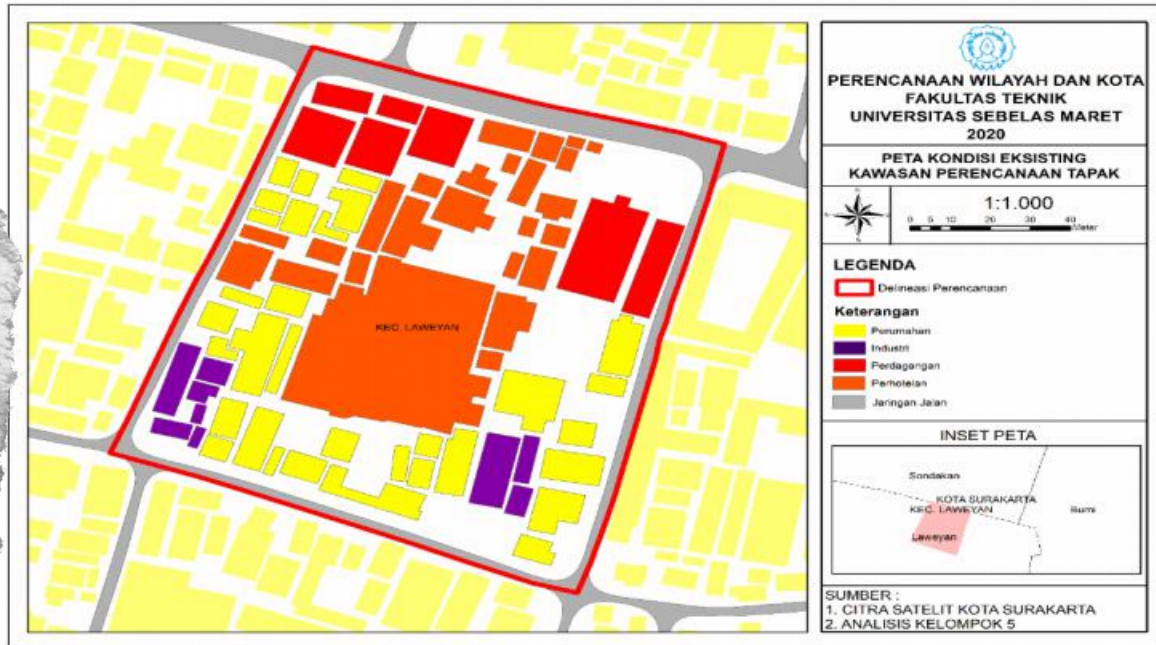 PERENCANAAN WILAYAH DAN KOTA
FAKULTAS TEKNIK
UNIVERSITAS SEBELAS MARET
2020
PETA KONDISI EKSISTING
KAWASAN PERENCANAAN TAPAK
1:1.000
0 5 10 20 30 40
Meter
LEGENDA
Delineasi Perencanaan
Keterangan
Perumahan
Industri
Perdagangan
Perhotelan
Jaringan Jalan
INSET PETA
Sondakan
KOTA SURAKARTA
KEC. LAWEYAN
Bumi
Laweyan
SUMBER :
1. CITRA SATELIT KOTA SURAKARTA
2. ANALISIS KELOMPOK 5
KEC. LAWEYAN